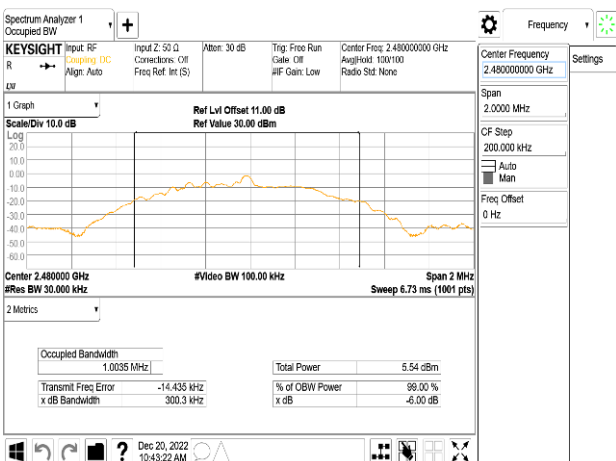 Spectrum Analyzer 1
Occupied BW
Frequency
KEYSIGHT
R
Input: RF
Coupling: DC
Align: Auto
Input Z: 50 Ω
Corrections: Off
Freq Ref: Int (S)
Atten: 30 dB
Trig: Free Run
Gate: Off
#IF Gain: Low
Center Freq: 2.480000000 GHz
Avg|Hold: 100/100
Radio Std: None
Center Frequency
2.480000000 GHz
Settings
Span
2.0000 MHz
CF Step
200.000 kHz
Auto
Man
Freq Offset
0 Hz
1 Graph
Scale/Div 10.0 dB
Ref Lvl Offset 11.00 dB
Ref Value 30.00 dBm
Log
20.0
10.0
0.00
-10.0
-20.0
-30.0
-40.0
-50.0
-60.0
Center 2.480000 GHz
#Res BW 30.000 kHz
#Video BW 100.00 kHz
Span 2 MHz
Sweep 6.73 ms (1001 pts)
2 Metrics
Occupied Bandwidth
1.0035 MHz
Total Power 5.54 dBm
Transmit Freq Error -14.435 kHz
% of OBW Power 99.00 %
x dB Bandwidth 300.3 kHz
x dB -6.00 dB
?
Dec 20, 2022
10:43:22 AM